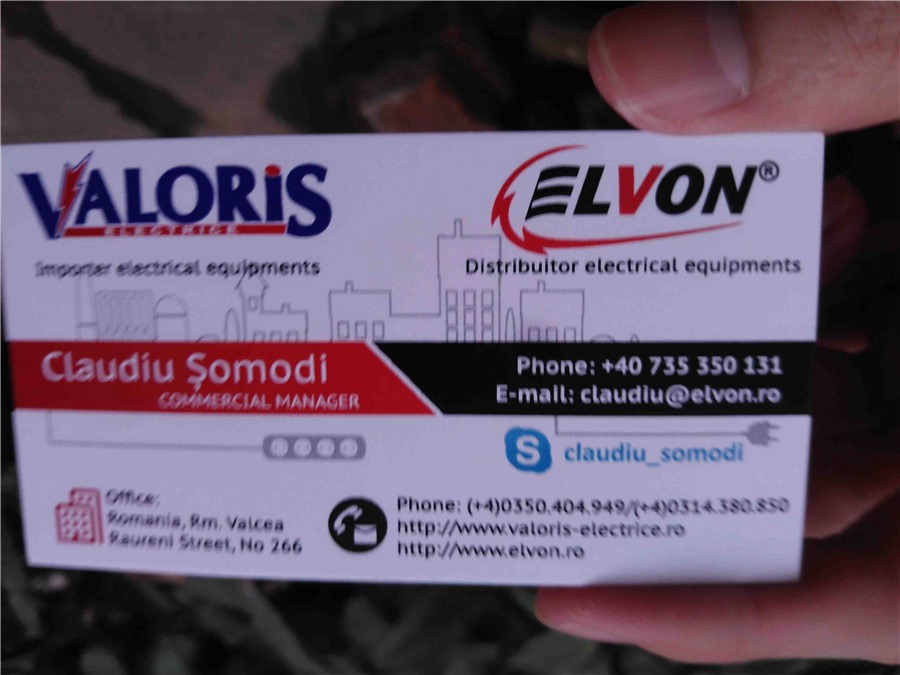 VALORiS
ELECTRICE
Importer electrical equipments
ELVON®
Distribuitor electrical equipments
Claudiu Șomodi
COMMERCIAL MANAGER
Phone: +40 735 350 131
E-mail: claudiu@elvon.ro
S claudiu_somodi
Office:
Romania, Rm. Valcea
Raureni Street, No 266
Phone: (+4)0350.404.949/(+4)0314.380.850
http://www.valoris-electrice.ro
http://www.elvon.ro